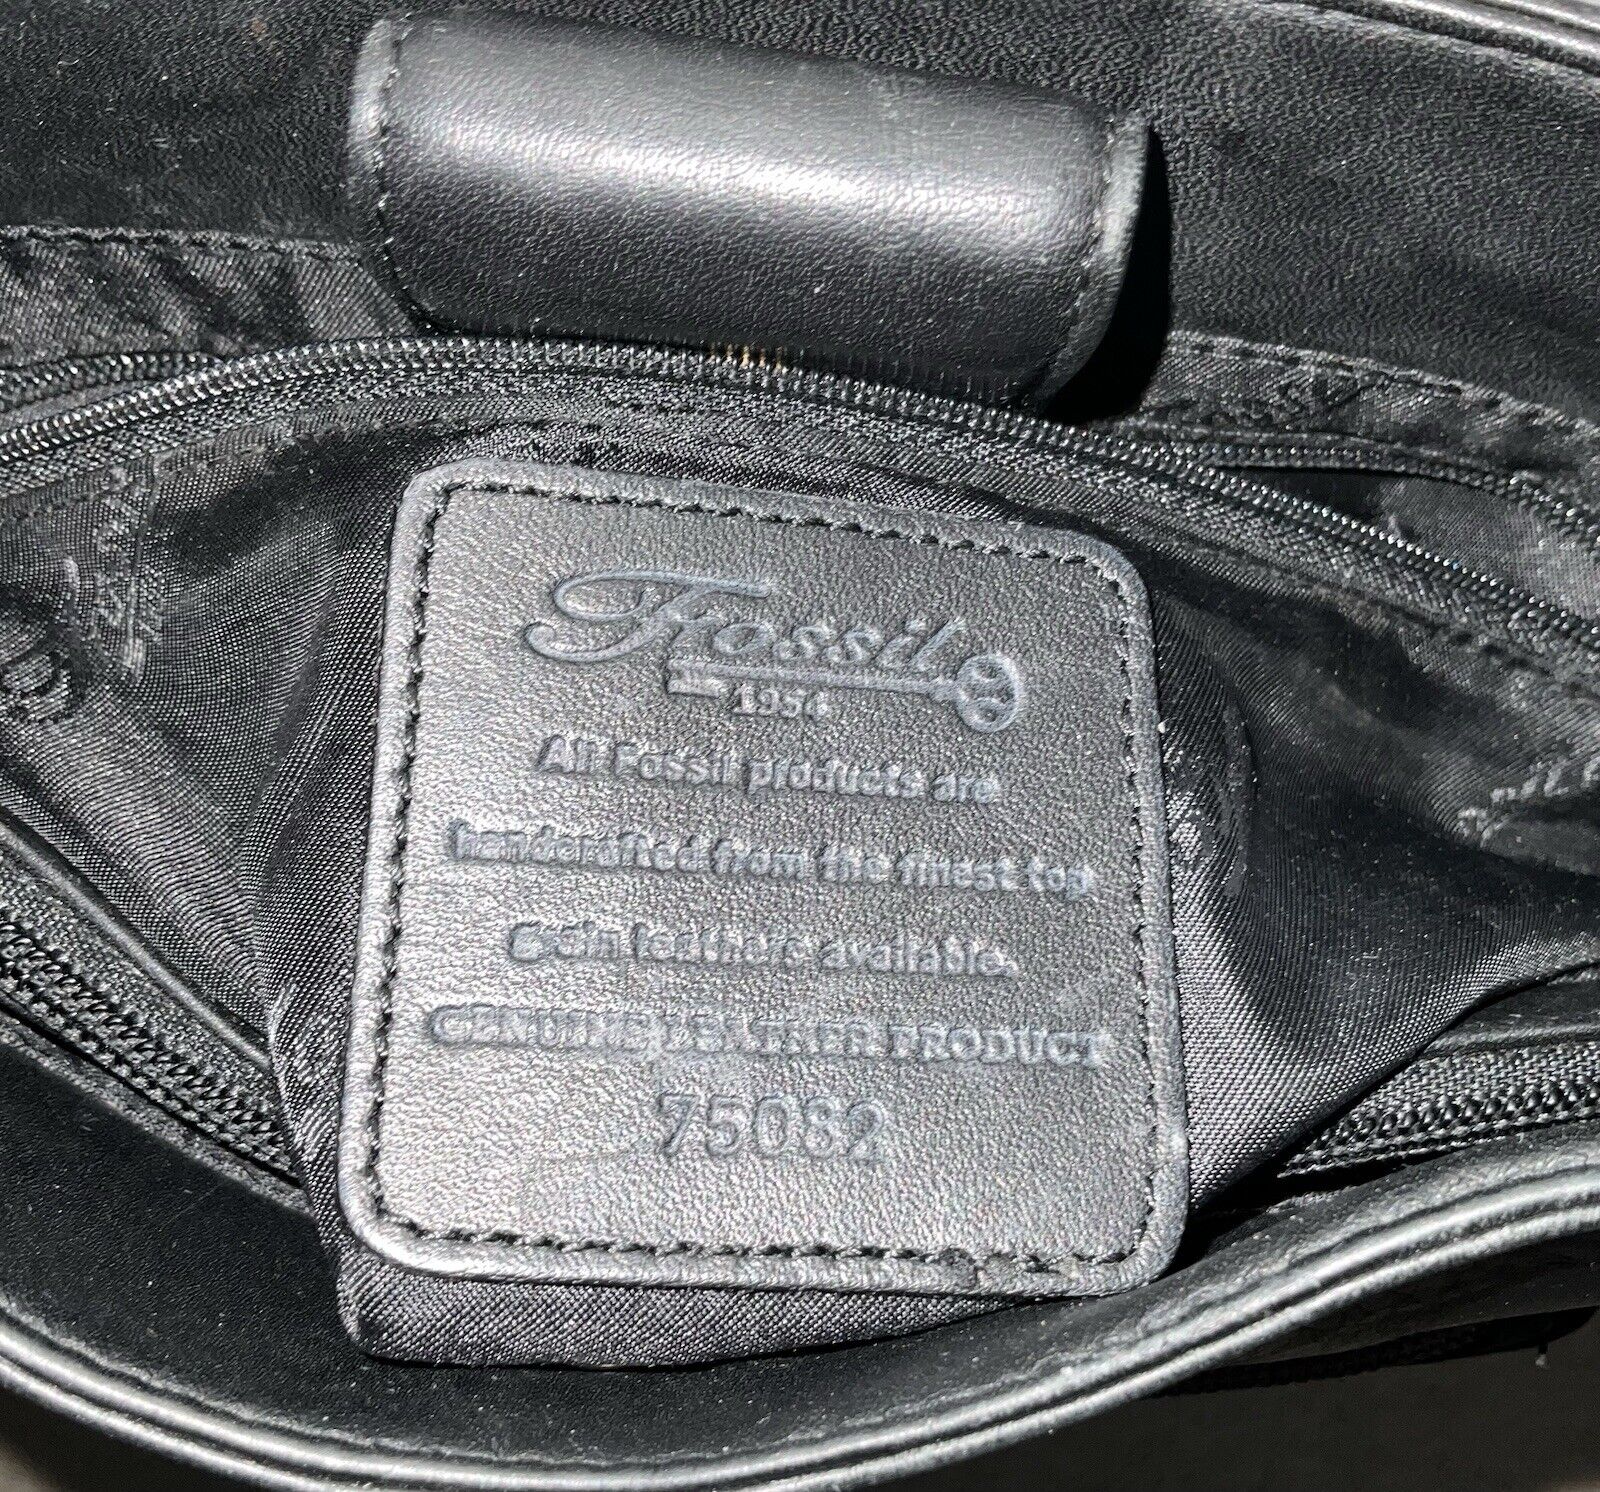 Fossil
1954
All Fossil products are
handcrafted from the finest top
grain leathers available.
GENUINE LEATHER PRODUCT
75082